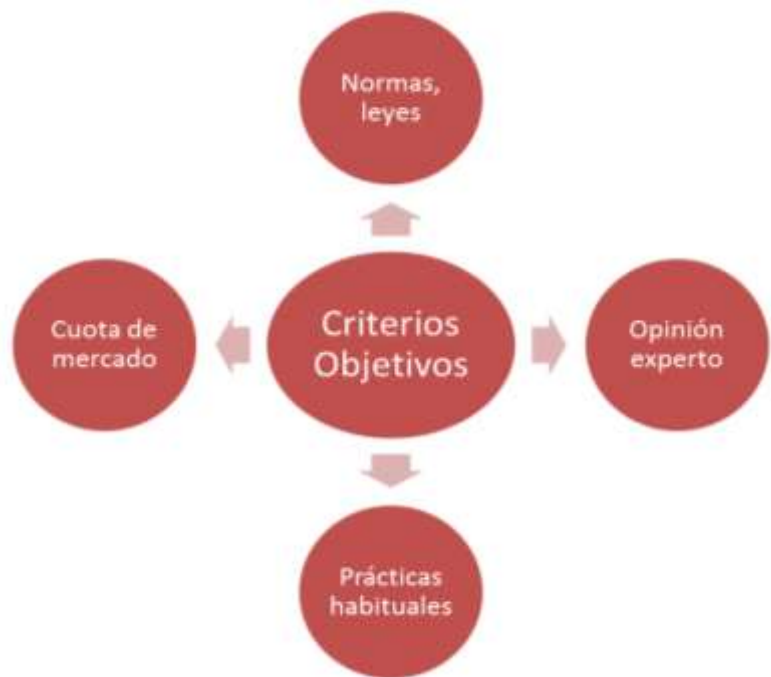 Normas,
leyes
Cuota de
mercado
Criterios
Objetivos
Opinión
experto
Prácticas
habituales